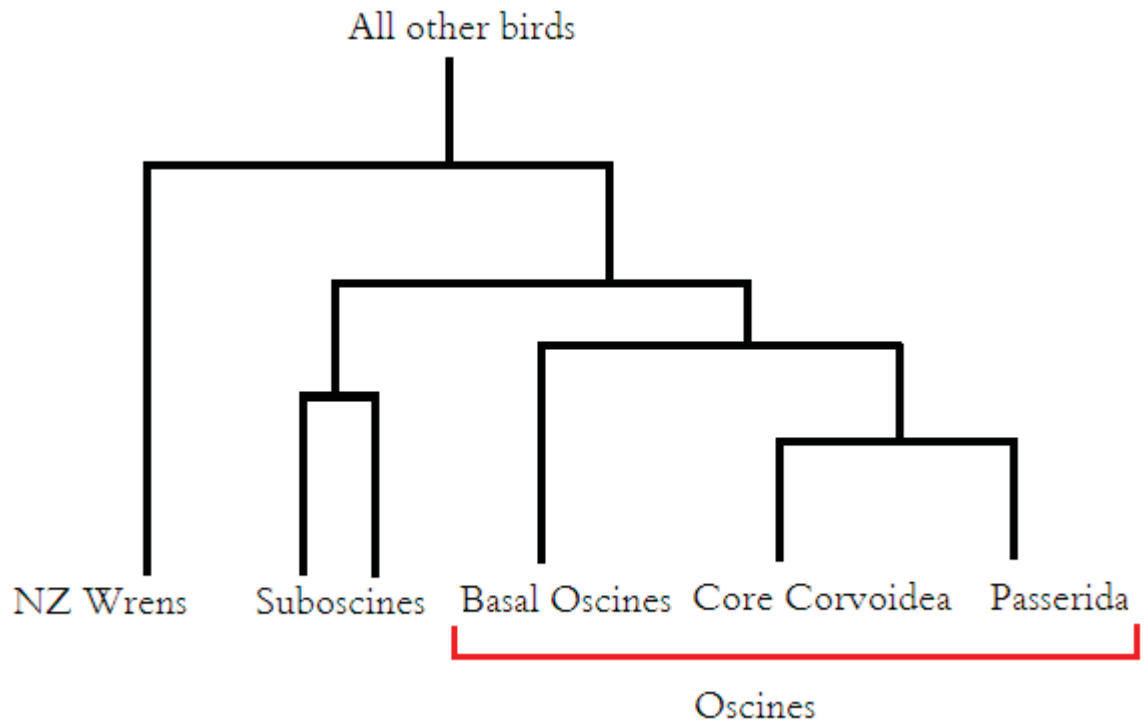 All other birds
NZ Wrens
Suboscines
Basal Oscines
Core Corvoidea
Passerida
Oscines